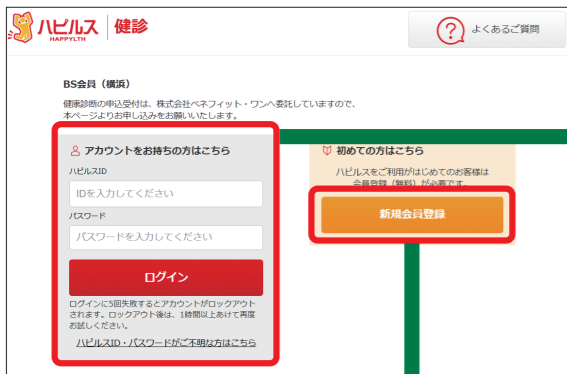 ハピルス 健診
HAPPYLTH
よくあるご質問
BS会員（横浜）
健康診断の申込受付は、株式会社ベネフィット・ワンへ委託していますので、
本ページよりお申し込みをお願いいたします。
アカウントをお持ちの方はこちら
ハピルスID
IDを入力してください
パスワード
パスワードを入力してください
ログイン
ログインに5回失敗するとアカウントがロックアウト
されます。ロックアウト後は、1時間以上あけて再度
お試しください。
ハピルスID・パスワードがご不明な方はこちら
初めての方はこちら
ハピルスをご利用がはじめてのお客様は
会員登録（無料）が必要です。
新規会員登録